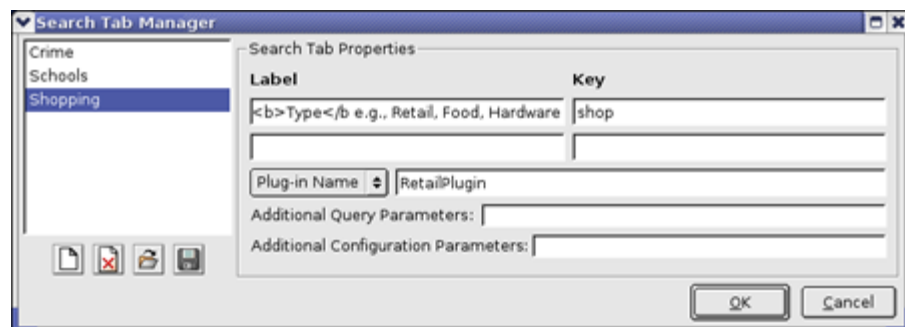 Search Tab Manager
Crime
Schools
Shopping
Search Tab Properties
Label Key
<b>Type</b e.g., Retail, Food, Hardware shop
Plug-in Name RetailPlugin
Additional Query Parameters:
Additional Configuration Parameters:
OK Cancel